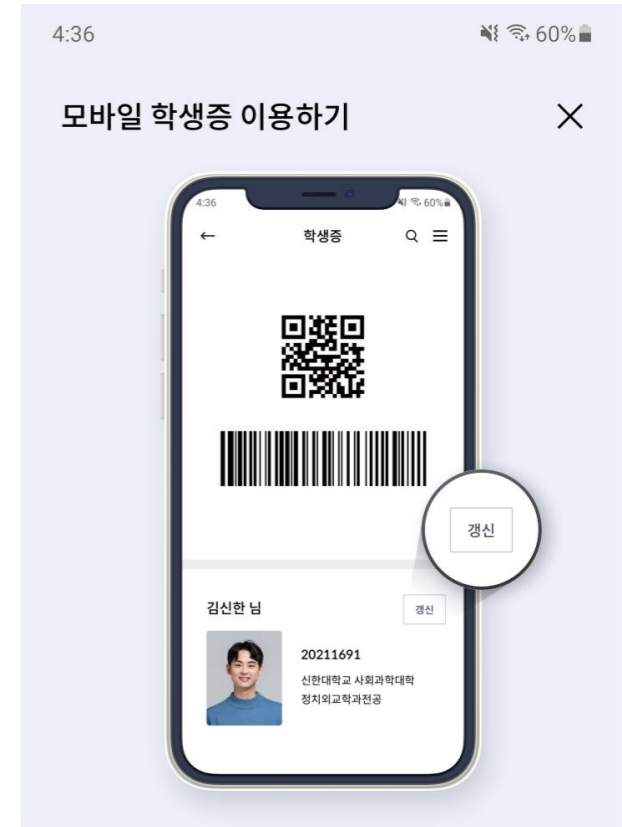 4:36 60%
모바일 학생증 이용하기
4:36 60%
학생증
갱신
김신한 님
갱신
20211691
신한대학교 사회과학대학
정치외교학과전공